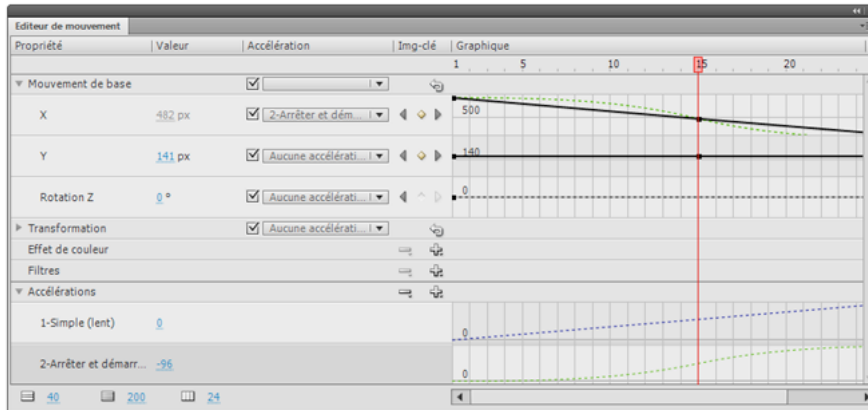 Editeur de mouvement
Propriété Valeur Accélération Img-clé Graphique
1 5 10 15 20
Mouvement de base
X 482 px 2-Arrêter et dém... 500
Y 141 px Aucune accélérati... 140
Rotation Z 0 ° Aucune accélérati... 0
Transformation Aucune accélérati...
Effet de couleur
Filtres
Accélérations
1-Simple (lent) 0 0
2-Arrêter et démarr... -96 0
40 200 24